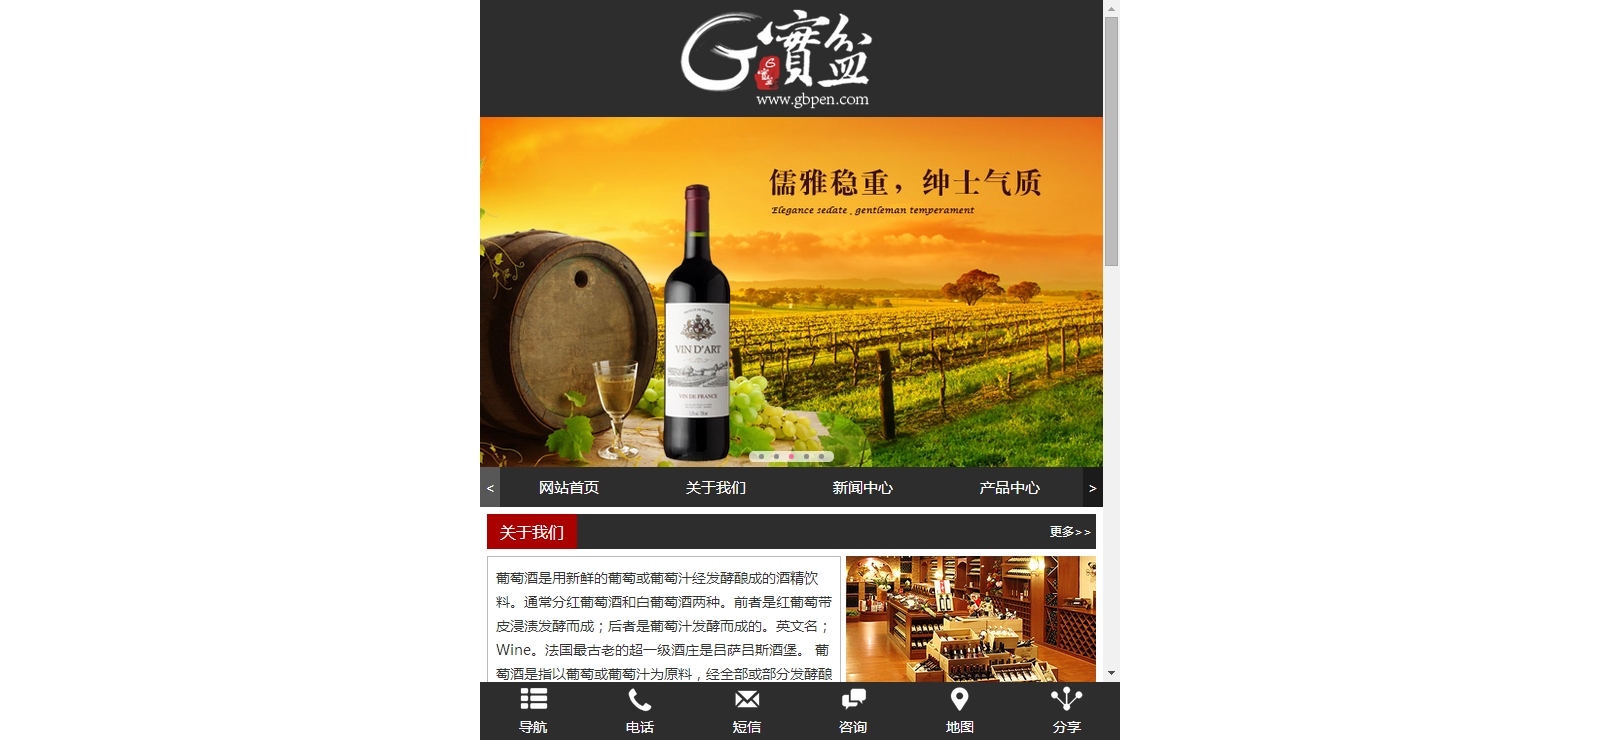 G寶盆
www.gbpen.com
儒雅稳重，绅士气质
Elegance sedate , gentleman temperament
VIN D'ART
VIN DE FRANCE
< 网站首页 关于我们 新闻中心 产品中心 >
关于我们 更多>>
葡萄酒是用新鲜的葡萄或葡萄汁经发酵酿成的酒精饮
料。通常分红葡萄酒和白葡萄酒两种。前者是红葡萄带
皮浸渍发酵而成；后者是葡萄汁发酵而成的。英文名；
Wine。法国最古老的超一级酒庄是吕萨吕斯酒堡。 葡
萄酒是指以葡萄或葡萄汁为原料，经全部或部分发酵酿
导航 电话 短信 咨询 地图 分享